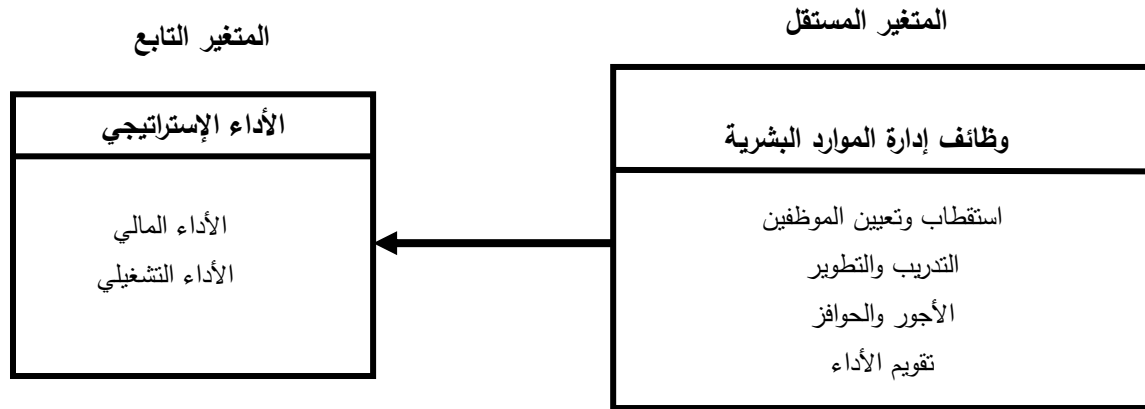 المتغير المستقل
وظائف إدارة الموارد البشرية
استقطاب وتعيين الموظفين
التدريب والتطوير
الأجور والحوافز
تقويم الأداء
المتغير التابع
الأداء الإستراتيجي
الأداء المالي
الأداء التشغيلي